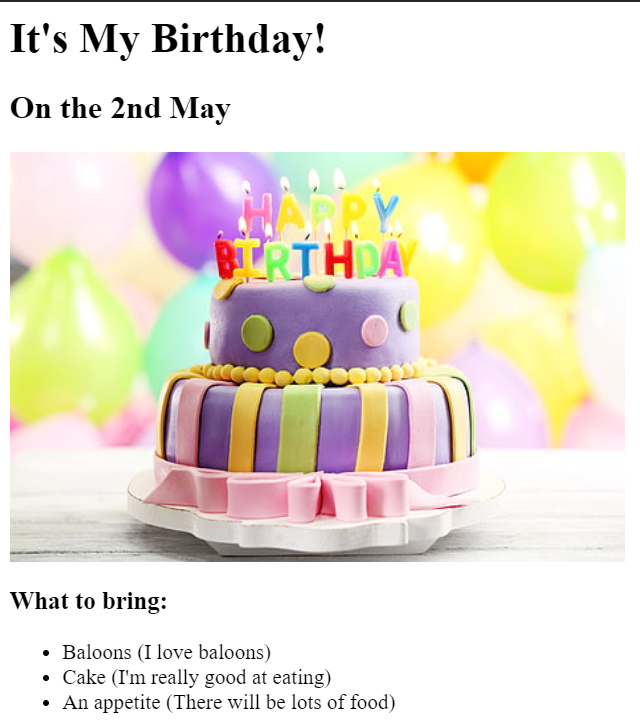 It's My Birthday!
On the 2nd May
HAPPY
BIRTHDAY
What to bring:
Baloons (I love baloons)
Cake (I'm really good at eating)
An appetite (There will be lots of food)